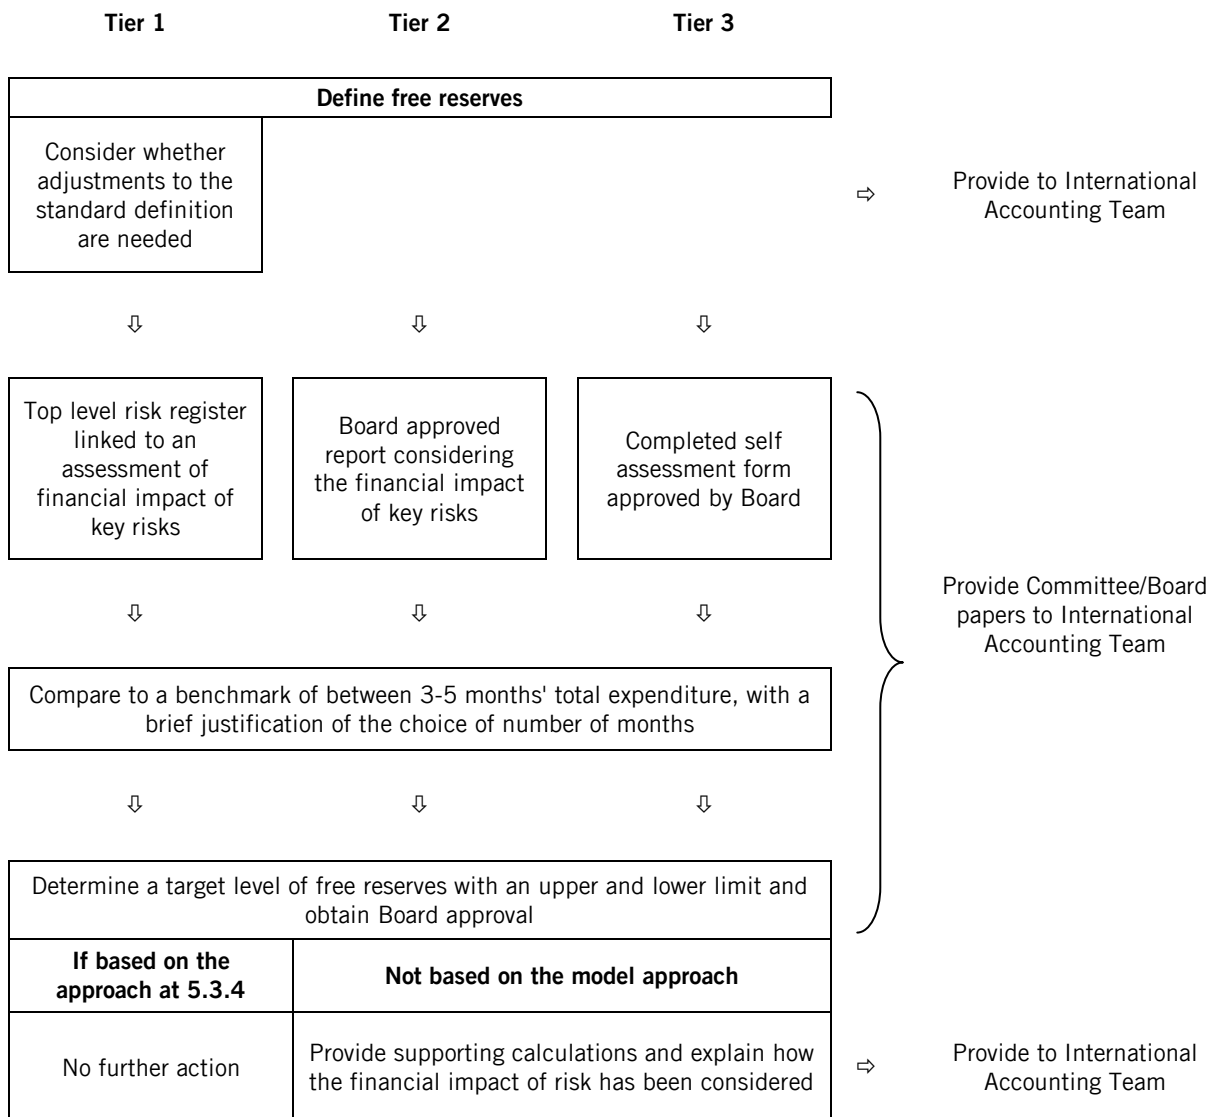 Tier 1
Tier 2
Tier 3
Define free reserves
Consider whether
adjustments to the
standard definition
are needed
⇨
Provide to International
Accounting Team
⇩
⇩
⇩
Top level risk register
linked to an
assessment of
financial impact of
key risks
Board approved
report considering
the financial impact
of key risks
Completed self
assessment form
approved by Board
Provide Committee/Board
papers to International
Accounting Team
⇩
⇩
⇩
Compare to a benchmark of between 3-5 months' total expenditure, with a
brief justification of the choice of number of months
⇩
⇩
⇩
Determine a target level of free reserves with an upper and lower limit and
obtain Board approval
If based on the
approach at 5.3.4
Not based on the model approach
No further action
Provide supporting calculations and explain how
the financial impact of risk has been considered
⇨
Provide to International
Accounting Team